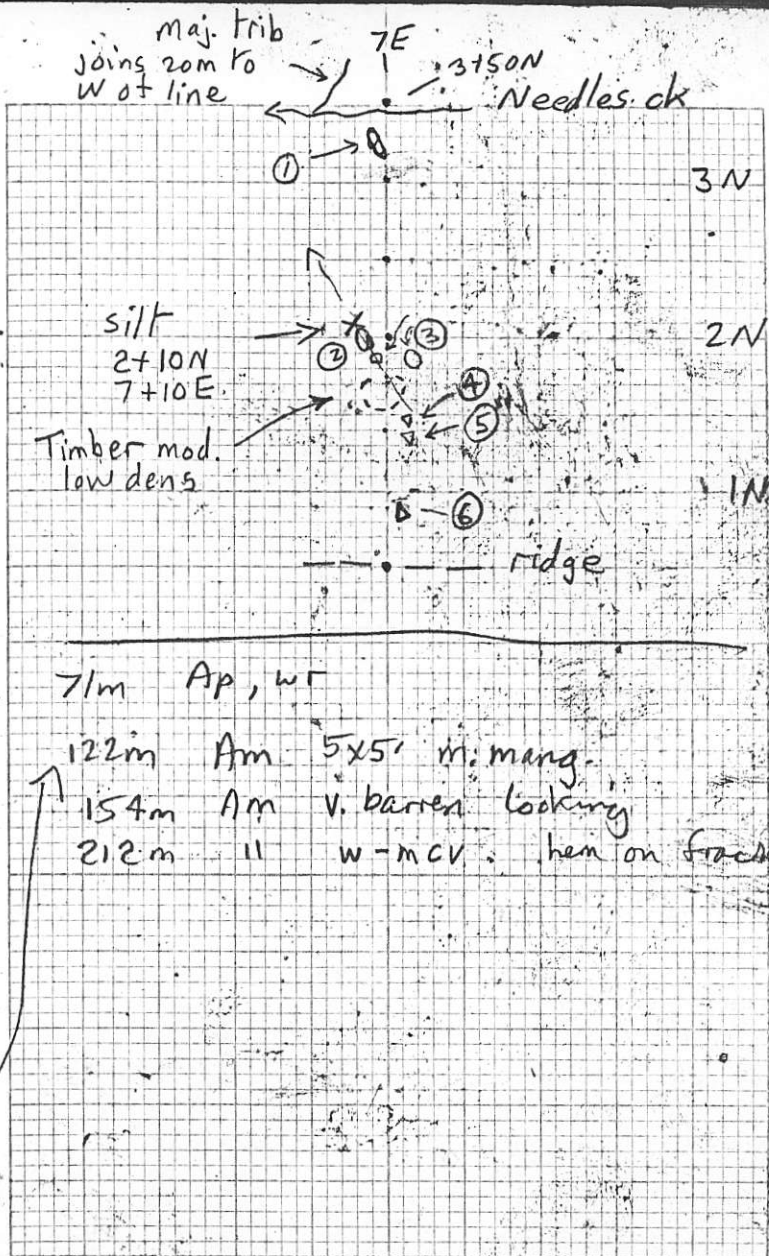 maj. trib
joins 20m to
W of line
7E
3+50N
Needles ck
①
3N
silt
2+10N
7+10E
②
③
2N
④
⑤
Timber mod.
low dens
1N
⑥
ridge
71m Ap, wr
122m Am 5x5' m. mang.
154m Am v. barren looking
212m " w-mcv. hem on fracs